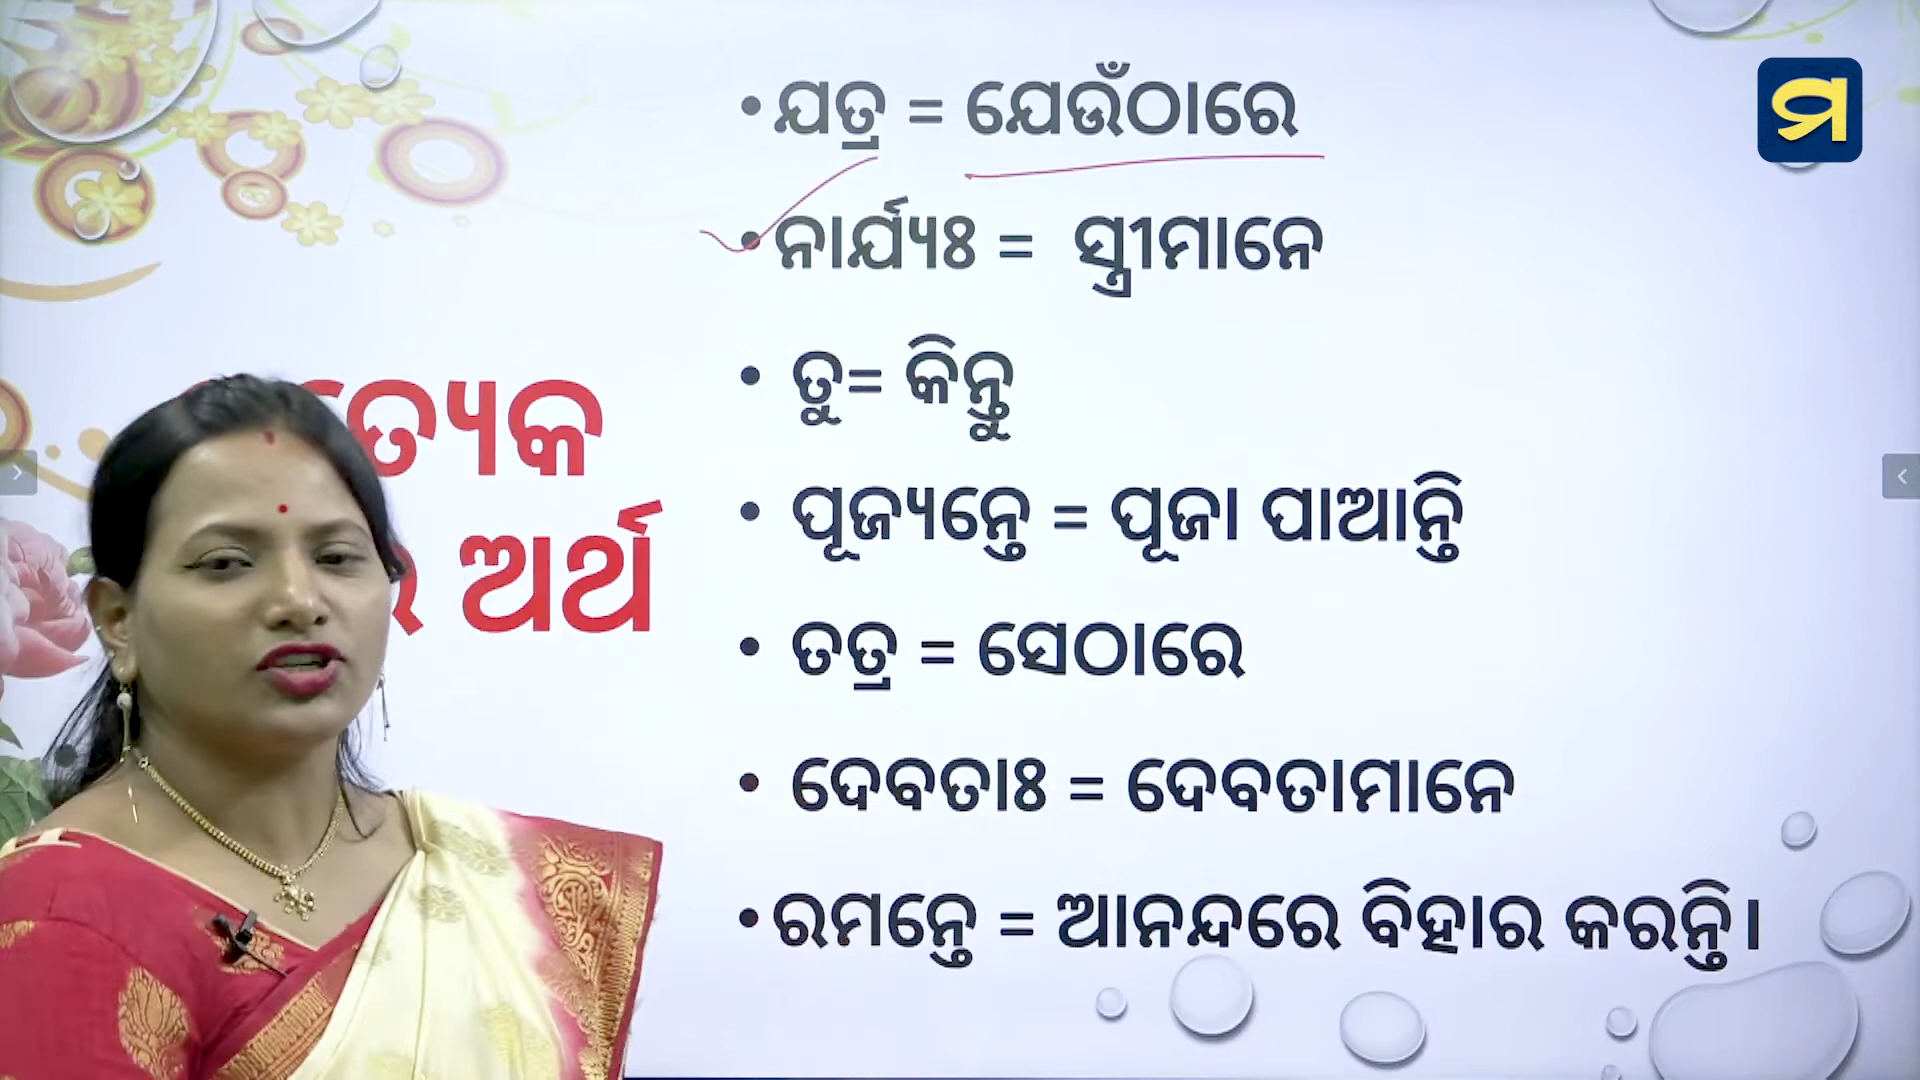 ମ
• ଯତ୍ର = ଯେଉଁଠାରେ
• ନାର୍ଯ୍ୟଃ = ସ୍ତ୍ରୀମାନେ
• ତୁ= କିନ୍ତୁ
• ପୂଜ୍ୟନ୍ତେ = ପୂଜା ପାଆନ୍ତି
• ତତ୍ର = ସେଠାରେ
• ଦେବତାଃ = ଦେବତାମାନେ
• ରମନ୍ତେ = ଆନନ୍ଦରେ ବିହାର କରନ୍ତି।
ଅର୍ଥ